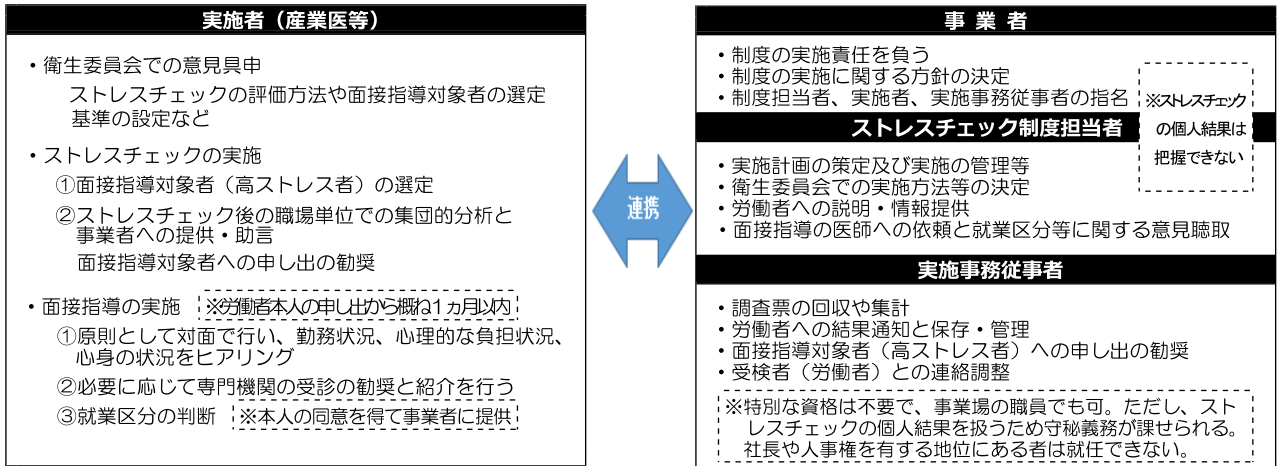 実施者（産業医等）
・衛生委員会での意見具申
ストレスチェックの評価方法や面接指導対象者の選定
基準の設定など
・ストレスチェックの実施
①面接指導対象者（高ストレス者）の選定
②ストレスチェック後の職場単位での集団的分析と
事業者への提供・助言
面接指導対象者への申し出の勧奨
・面接指導の実施 ※労働者本人の申し出から概ね１ヵ月以内
①原則として対面で行い、勤務状況、心理的な負担状況、
心身の状況をヒアリング
②必要に応じて専門機関の受診の勧奨と紹介を行う
③就業区分の判断 ※本人の同意を得て事業者に提供
連携
事 業 者
・制度の実施責任を負う
・制度の実施に関する方針の決定
・制度担当者、実施者、実施事務従事者の指名
※ストレスチェック
の個人結果は
把握できない
ストレスチェック制度担当者
・実施計画の策定及び実施の管理等
・衛生委員会での実施方法等の決定
・労働者への説明・情報提供
・面接指導の医師への依頼と就業区分等に関する意見聴取
実施事務従事者
・調査票の回収や集計
・労働者への結果通知と保存・管理
・面接指導対象者（高ストレス者）への申し出の勧奨
・受検者（労働者）との連絡調整
※特別な資格は不要で、事業場の職員でも可。ただし、スト
レスチェックの個人結果を扱うため守秘義務が課せられる。
社長や人事権を有する地位にある者は就任できない。